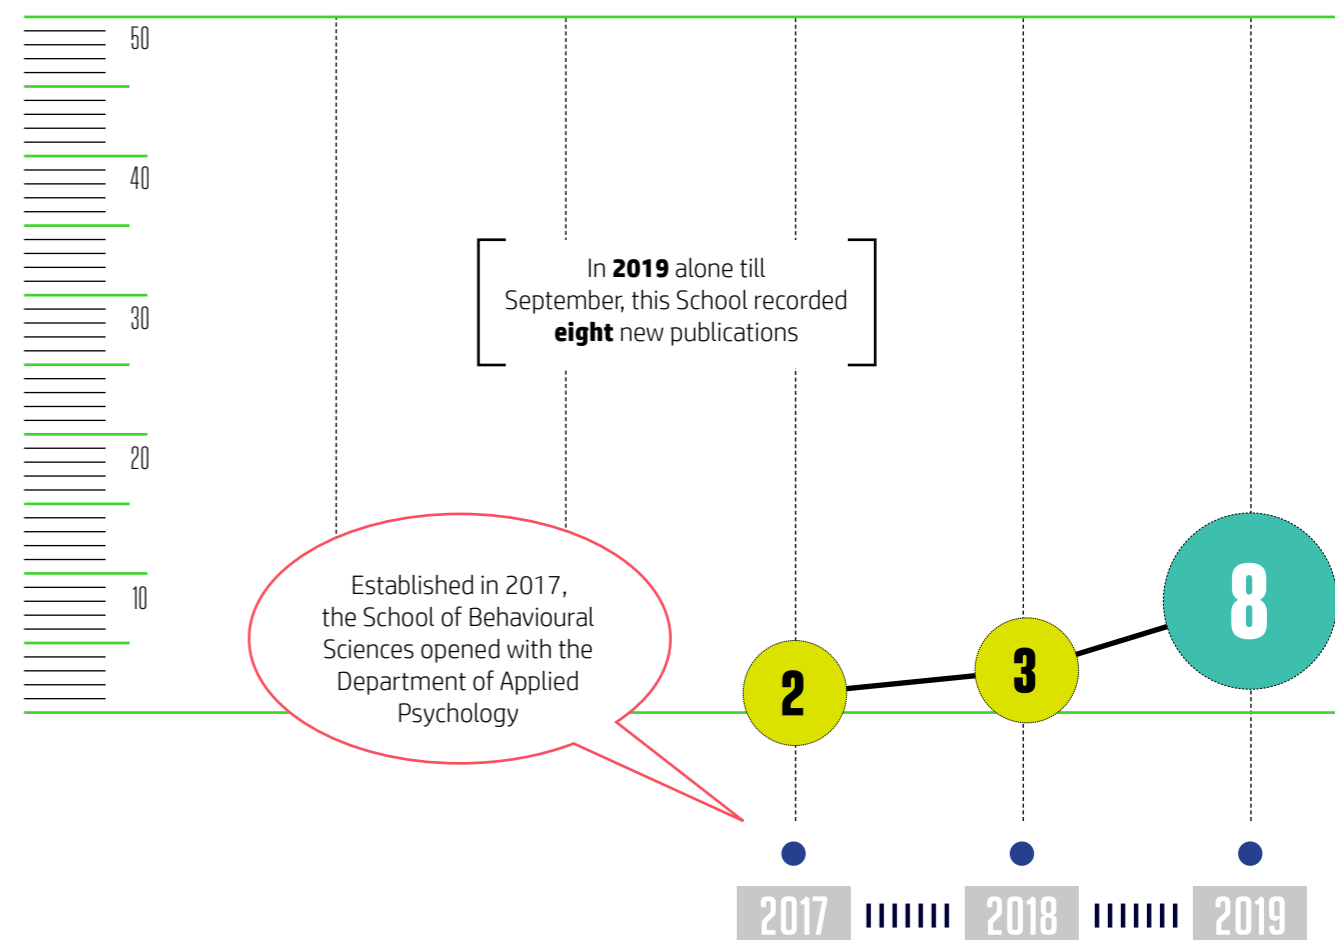 50
40
In 2019 alone till
September, this School recorded
eight new publications
30
20
Established in 2017,
the School of Behavioural
Sciences opened with the
Department of Applied
Psychology
10
2
3
8
2017
2018
2019